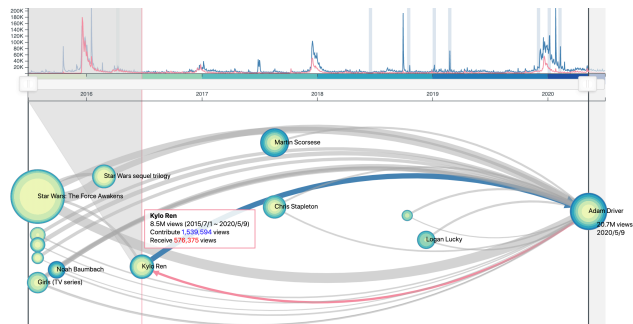 200K
180K
160K
140K
120K
100K
80K
60K
40K
20K
2016
2017
2018
2019
2020
Martin Scorsese
Star Wars sequel trilogy
Star Wars: The Force Awakens
Chris Stapleton
Adam Driver
20.7M views
2020/5/9
Kylo Ren
8.5M views (2015/7/1 ~ 2020/5/9)
Contribute 1,539,594 views
Receive 576,375 views
Logan Lucky
Noah Baumbach
Kylo Ren
Girls (TV series)